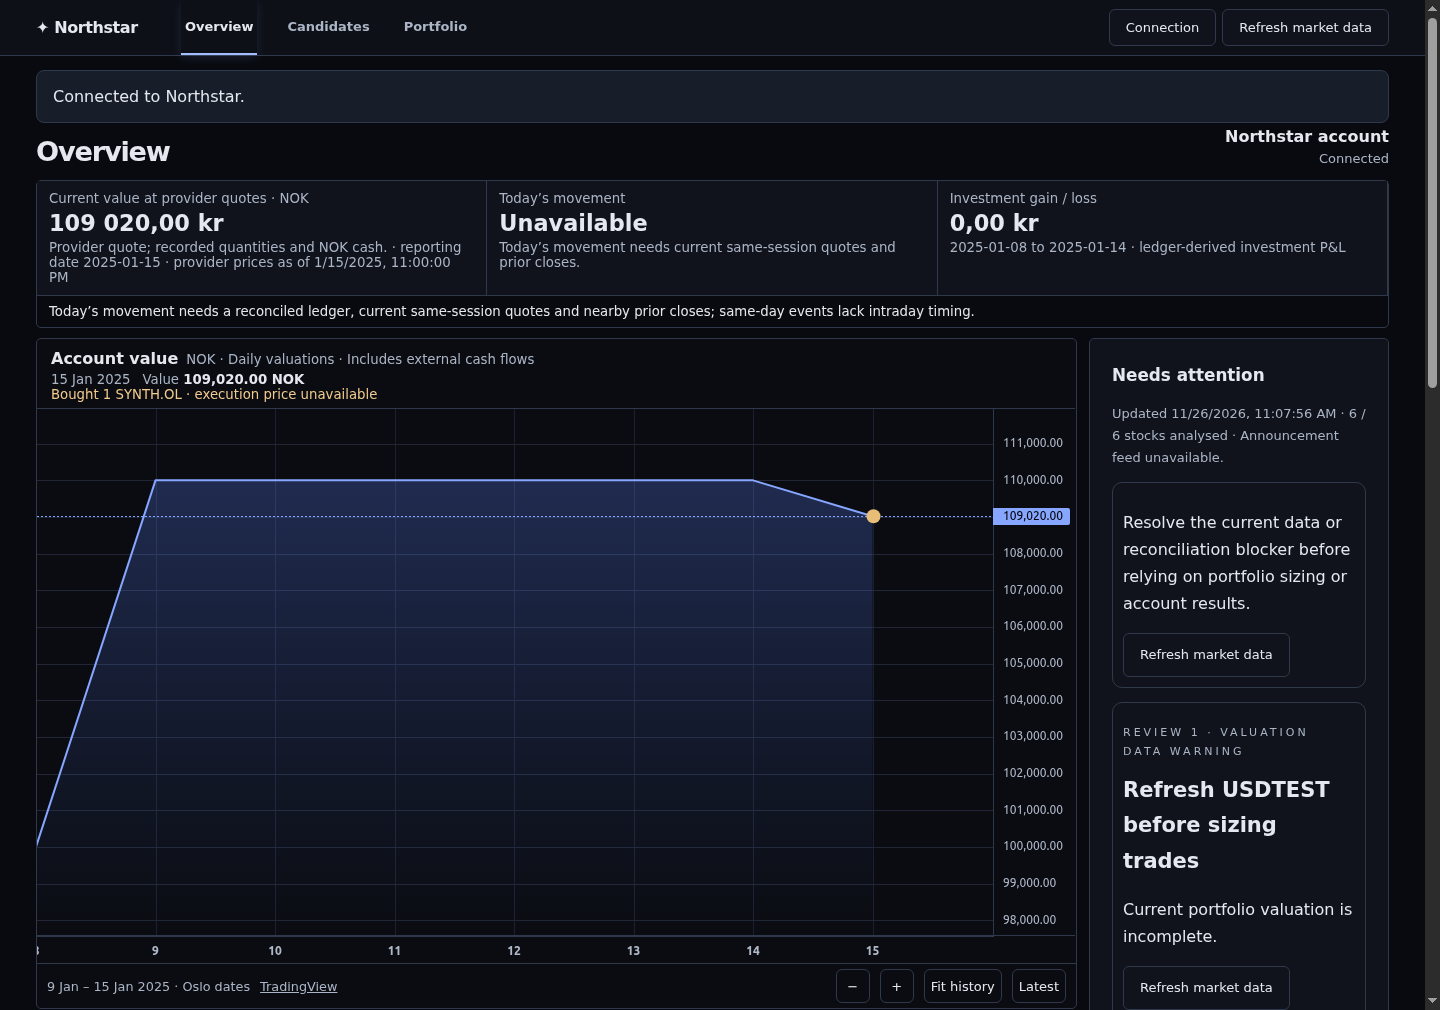 ✦ Northstar
Overview
Candidates
Portfolio
Connection
Refresh market data
Connected to Northstar.
Overview
Northstar account
Connected
Current value at provider quotes · NOK
109 020,00 kr
Provider quote; recorded quantities and NOK cash. · reporting
date 2025-01-15 · provider prices as of 1/15/2025, 11:00:00
PM
Today’s movement
Unavailable
Today’s movement needs current same-session quotes and
prior closes.
Investment gain / loss
0,00 kr
2025-01-08 to 2025-01-14 · ledger-derived investment P&L
Today’s movement needs a reconciled ledger, current same-session quotes and nearby prior closes; same-day events lack intraday timing.
Account value NOK · Daily valuations · Includes external cash flows
15 Jan 2025 Value 109,020.00 NOK
Bought 1 SYNTH.OL · execution price unavailable
111,000.00
110,000.00
109,020.00
108,000.00
107,000.00
106,000.00
105,000.00
104,000.00
103,000.00
102,000.00
101,000.00
100,000.00
99,000.00
98,000.00
9 10 11 12 13 14 15
9 Jan – 15 Jan 2025 · Oslo dates TradingView
−
+
Fit history
Latest
Needs attention
Updated 11/26/2026, 11:07:56 AM · 6 /
6 stocks analysed · Announcement
feed unavailable.
Resolve the current data or
reconciliation blocker before
relying on portfolio sizing or
account results.
Refresh market data
REVIEW 1 · VALUATION
DATA WARNING
Refresh USDTEST
before sizing
trades
Current portfolio valuation is
incomplete.
Refresh market data